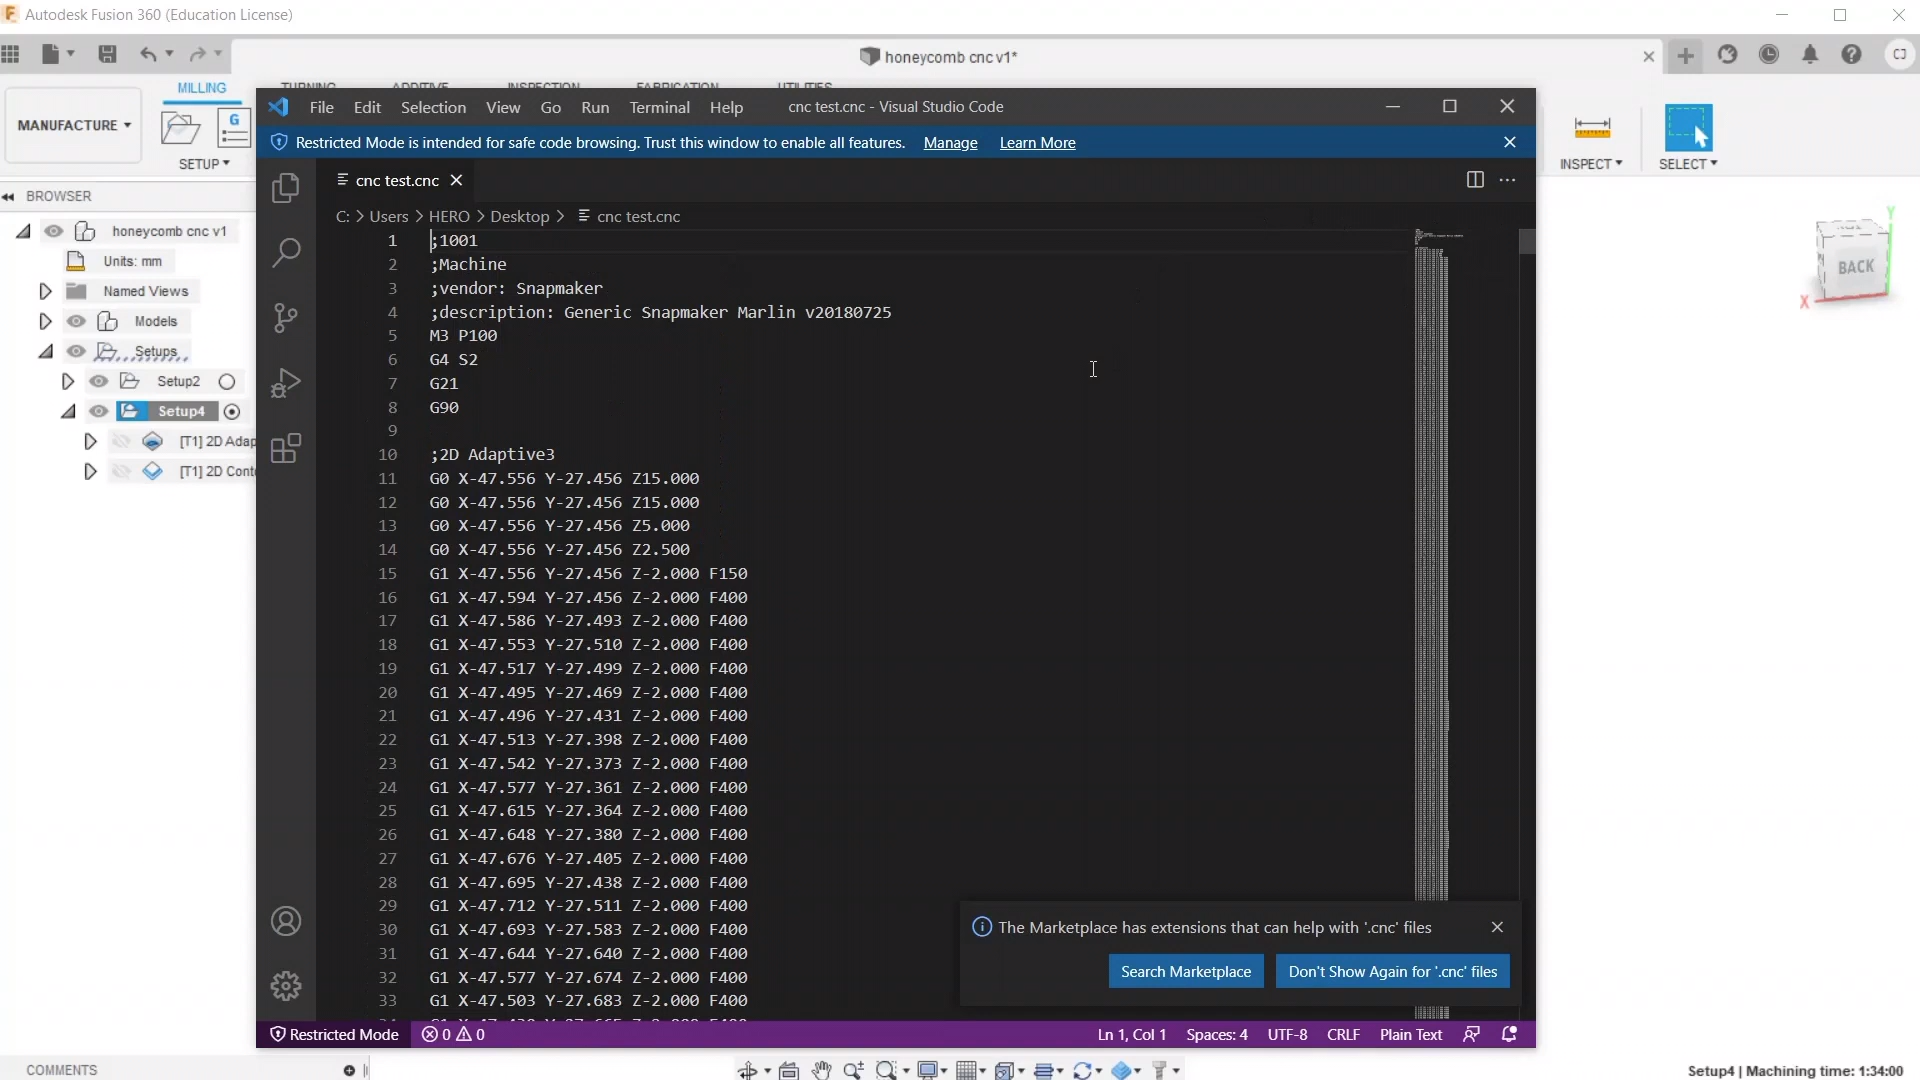 Autodesk Fusion 360 (Education License)
honeycomb cnc v1*
CJ
MILLING
TURNING
ADDITIVE
INSPECTION
FABRICATION
UTILITIES
MANUFACTURE
G
SETUP
INSPECT
SELECT
BROWSER
honeycomb cnc v1
Units: mm
Named Views
Models
Setups
Setup2
Setup4
[T1] 2D Adap
[T1] 2D Cont
BACK
X
Y
File Edit Selection View Go Run Terminal Help
cnc test.cnc - Visual Studio Code
Restricted Mode is intended for safe code browsing. Trust this window to enable all features. Manage Learn More
cnc test.cnc
C: > Users > HERO > Desktop > cnc test.cnc
1 ;1001
2 ;Machine
3 ;vendor: Snapmaker
4 ;description: Generic Snapmaker Marlin v20180725
5 M3 P100
6 G4 S2
7 G21
8 G90
9
10 ;2D Adaptive3
11 G0 X-47.556 Y-27.456 Z15.000
12 G0 X-47.556 Y-27.456 Z15.000
13 G0 X-47.556 Y-27.456 Z5.000
14 G0 X-47.556 Y-27.456 Z2.500
15 G1 X-47.556 Y-27.456 Z-2.000 F150
16 G1 X-47.594 Y-27.456 Z-2.000 F400
17 G1 X-47.586 Y-27.493 Z-2.000 F400
18 G1 X-47.553 Y-27.510 Z-2.000 F400
19 G1 X-47.517 Y-27.499 Z-2.000 F400
20 G1 X-47.495 Y-27.469 Z-2.000 F400
21 G1 X-47.496 Y-27.431 Z-2.000 F400
22 G1 X-47.513 Y-27.398 Z-2.000 F400
23 G1 X-47.542 Y-27.373 Z-2.000 F400
24 G1 X-47.577 Y-27.361 Z-2.000 F400
25 G1 X-47.615 Y-27.364 Z-2.000 F400
26 G1 X-47.648 Y-27.380 Z-2.000 F400
27 G1 X-47.676 Y-27.405 Z-2.000 F400
28 G1 X-47.695 Y-27.438 Z-2.000 F400
29 G1 X-47.712 Y-27.511 Z-2.000 F400
30 G1 X-47.693 Y-27.583 Z-2.000 F400
31 G1 X-47.644 Y-27.640 Z-2.000 F400
32 G1 X-47.577 Y-27.674 Z-2.000 F400
33 G1 X-47.503 Y-27.683 Z-2.000 F400
The Marketplace has extensions that can help with '.cnc' files
Search Marketplace
Don't Show Again for '.cnc' files
Restricted Mode
0 0
Ln 1, Col 1 Spaces: 4 UTF-8 CRLF Plain Text
COMMENTS
Setup4 | Machining time: 1:34:00